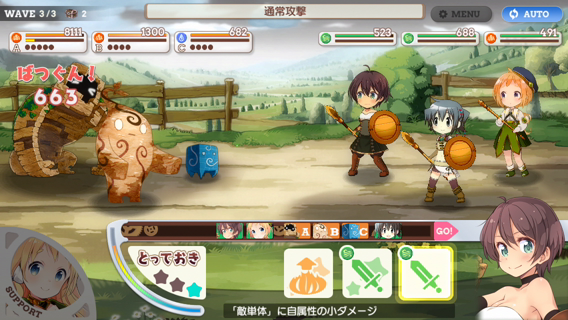 WAVE 3/3 2
通常攻撃
MENU
AUTO
8111
A
1300
B
682
C
523
688
491
ばつぐん!
663
A B C GO!
とっておき
「敵単体」に自属性の小ダメージ
SUPPORT